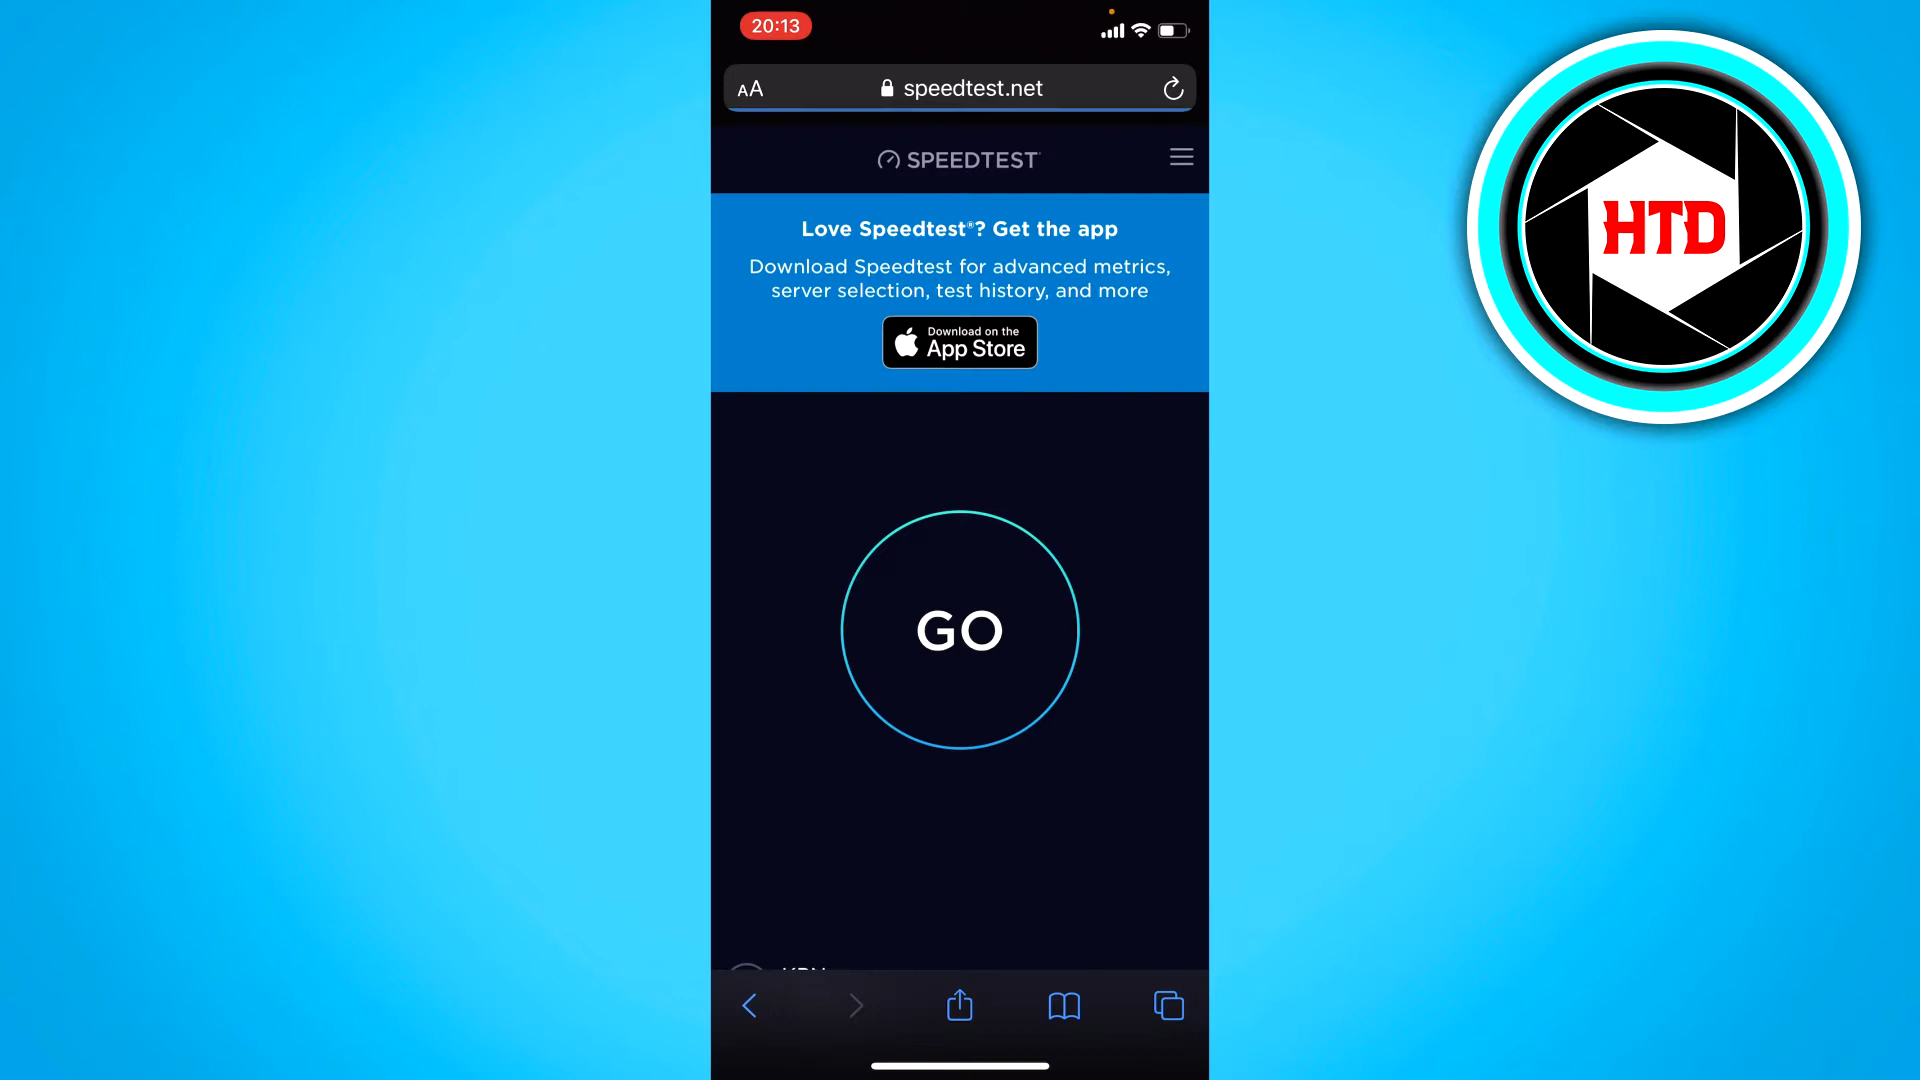 20:13
AA
speedtest.net
SPEEDTEST
HTD
Love Speedtest®? Get the app
Download Speedtest for advanced metrics,
server selection, test history, and more
Download on the
App Store
GO